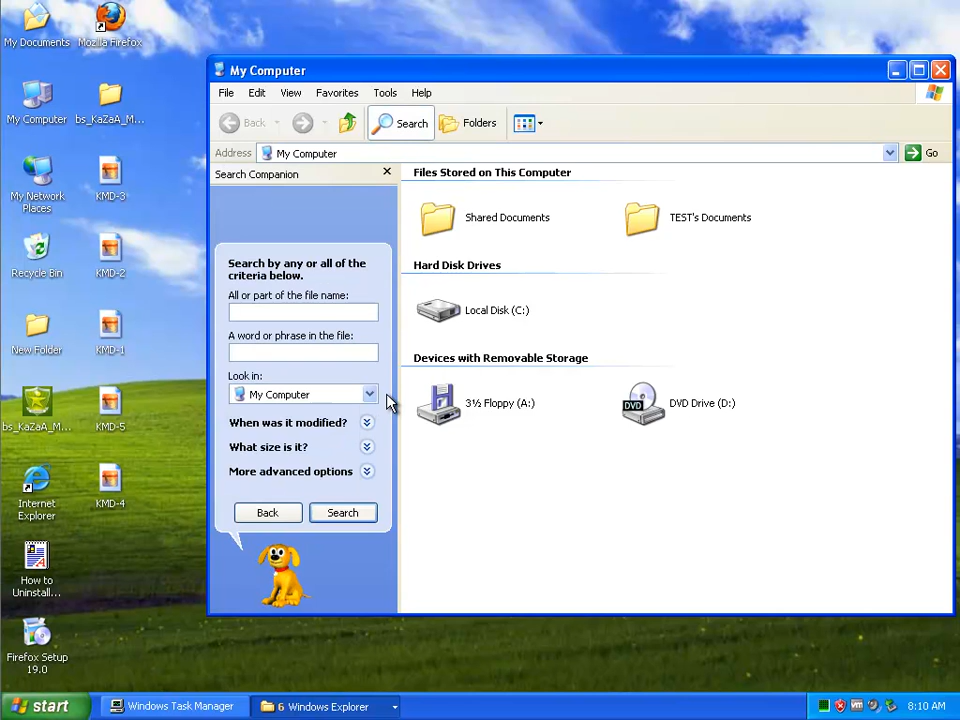 My Documents
Mozilla Firefox
My Computer
bs_KaZaA_M...
My Network
Places
KMD-3
Recycle Bin
KMD-2
New Folder
KMD-1
bs_KaZaA_M...
KMD-5
Internet
Explorer
KMD-4
How to
Uninstall...
Firefox Setup
19.0
My Computer
File Edit View Favorites Tools Help
Back Search Folders
Address My Computer Go
Search Companion
Search by any or all of the
criteria below.
All or part of the file name:
A word or phrase in the file:
Look in:
My Computer
When was it modified?
What size is it?
More advanced options
Back Search
Files Stored on This Computer
Shared Documents TEST's Documents
Hard Disk Drives
Local Disk (C:)
Devices with Removable Storage
3½ Floppy (A:) DVD Drive (D:)
DVD
start Windows Task Manager 6 Windows Explorer vm 8:10 AM